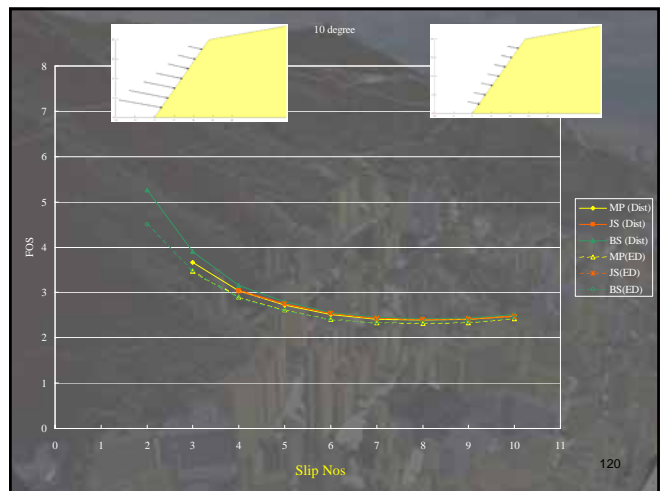 10 degree
8
7
6
5
4
3
2
1
0
FOS
0 1 2 3 4 5 6 7 8 9 10 11
Slip Nos
MP (Dist)
JS (Dist)
BS (Dist)
MP(ED)
JS(ED)
BS(ED)
120